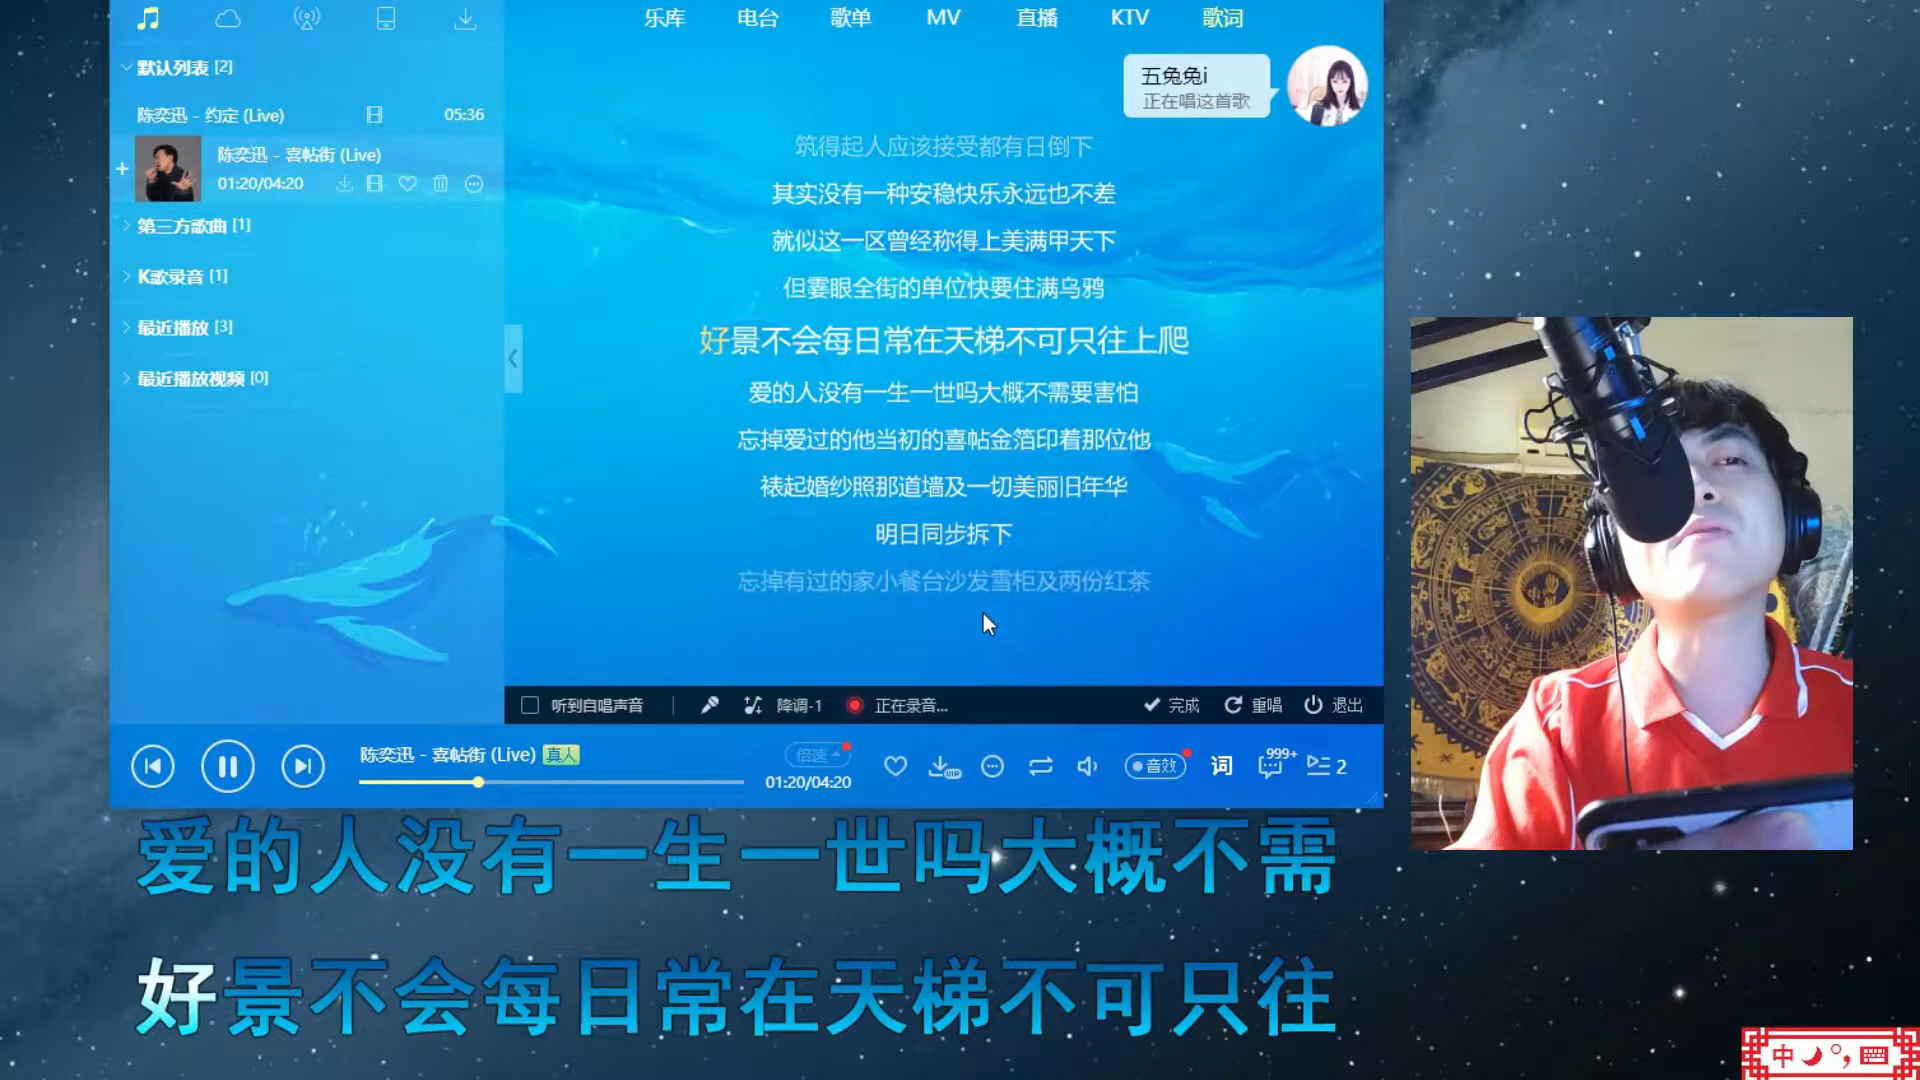 乐库 电台 歌单 MV 直播 KTV 歌词
默认列表 [2]
陈奕迅 - 约定 (Live) 05:36
陈奕迅 - 喜帖街 (Live)
01:20/04:20
第三方歌曲 [1]
K歌录音 [1]
最近播放 [3]
最近播放视频 [0]
五兔兔i
正在唱这首歌
筑得起人应该接受都有日倒下
其实没有一种安稳快乐永远也不差
就似这一区曾经称得上美满甲天下
但霎眼全街的单位快要住满乌鸦
好景不会每日常在天梯不可只往上爬
爱的人没有一生一世吗大概不需要害怕
忘掉爱过的他当初的喜帖金箔印着那位他
裱起婚纱照那道墙及一切美丽旧年华
明日同步拆下
忘掉有过的家小餐台沙发雪柜及两份红茶
听到自唱声音 降调-1 正在录音... 完成 重唱 退出
陈奕迅 - 喜帖街 (Live) 真人
倍速
01:20/04:20
VIP
音效
词
999+
2
爱的人没有一生一世吗大概不需
好景不会每日常在天梯不可只往
中